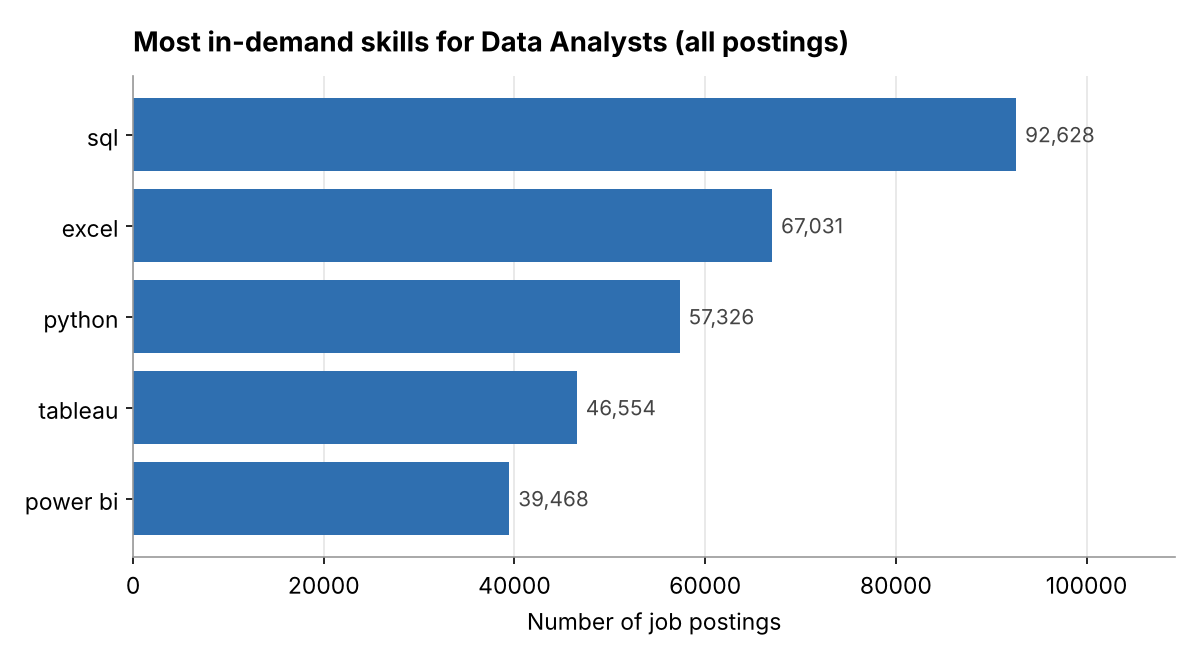 Most in-demand skills for Data Analysts (all postings)
sql 92,628
excel 67,031
python 57,326
tableau 46,554
power bi 39,468
0 20000 40000 60000 80000 100000
Number of job postings